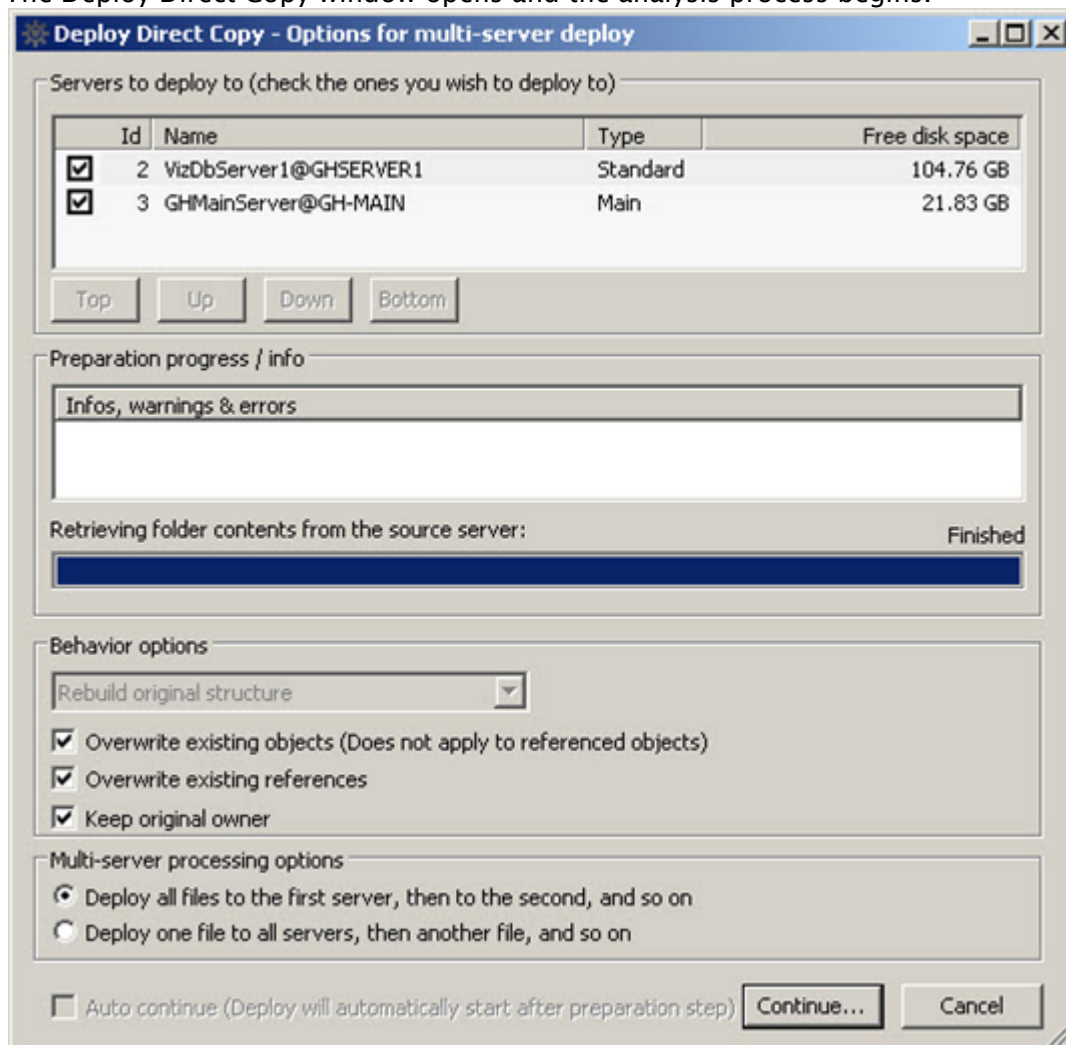 The Deploy Direct Copy window opens and the analysis process begins.
Deploy Direct Copy - Options for multi-server deploy
Servers to deploy to (check the ones you wish to deploy to)
Id Name Type Free disk space
2 VizDbServer1@GHSERVER1 Standard 104.76 GB
3 GHMainServer@GH-MAIN Main 21.83 GB
Top Up Down Bottom
Preparation progress / info
Infos, warnings & errors
Retrieving folder contents from the source server: Finished
Behavior options
Rebuild original structure
Overwrite existing objects (Does not apply to referenced objects)
Overwrite existing references
Keep original owner
Multi-server processing options
Deploy all files to the first server, then to the second, and so on
Deploy one file to all servers, then another file, and so on
Auto continue (Deploy will automatically start after preparation step) Continue... Cancel